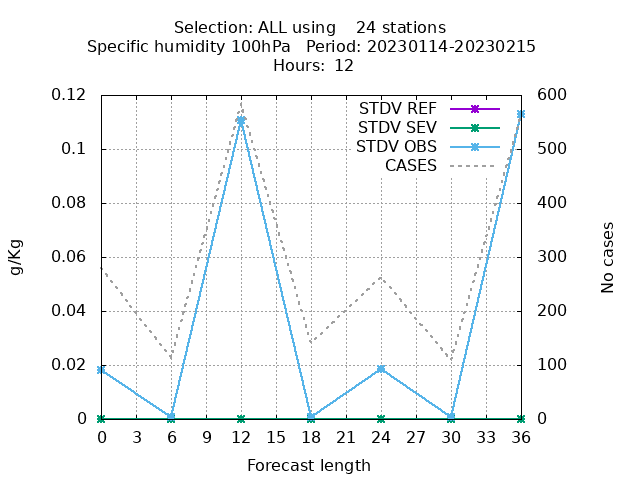 Selection: ALL using    24 stations
Specific humidity 100hPa   Period: 20230114-20230215
Hours: 12
0.12
0.1
0.08
0.06
0.04
0.02
0
g/Kg
STDV REF
STDV SEV
STDV OBS
CASES
600
500
400
300
200
100
0
No cases
0 3 6 9 12 15 18 21 24 27 30 33 36
Forecast length